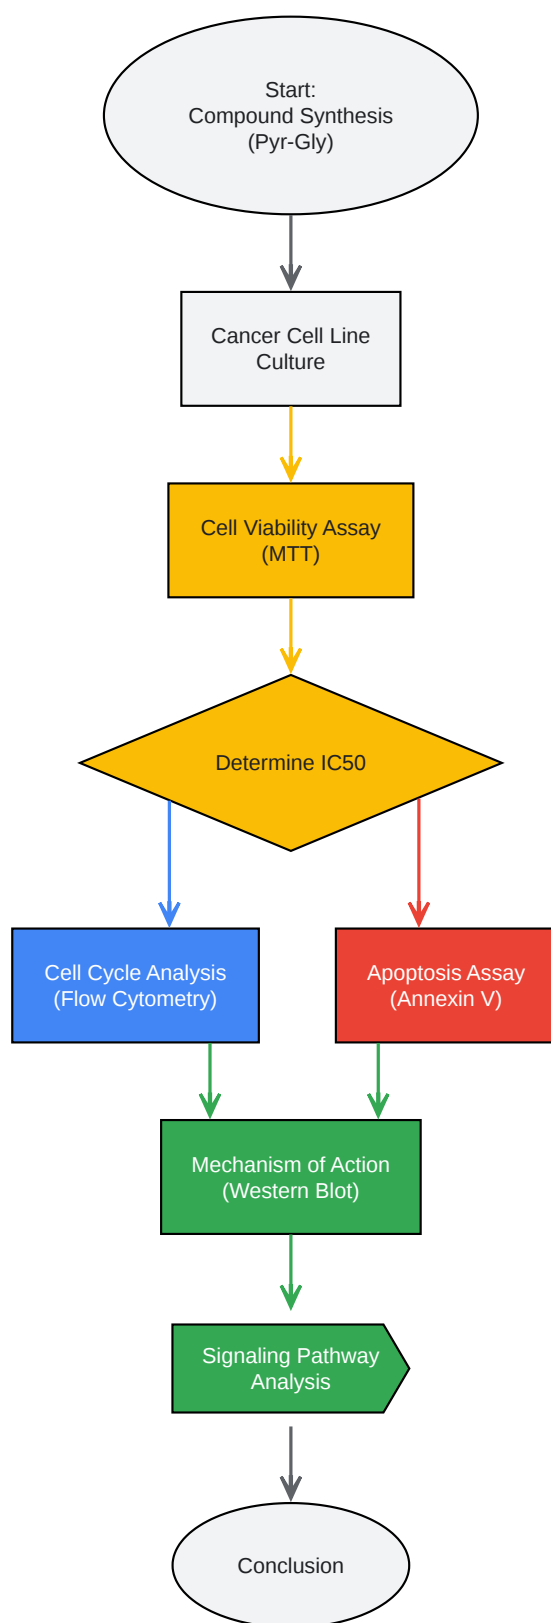 Start:
Compound Synthesis
(Pyr-Gly)
Cancer Cell Line
Culture
Cell Viability Assay
(MTT)
Determine IC50
Cell Cycle Analysis
(Flow Cytometry)
Apoptosis Assay
(Annexin V)
Mechanism of Action
(Western Blot)
Signaling Pathway
Analysis
Conclusion